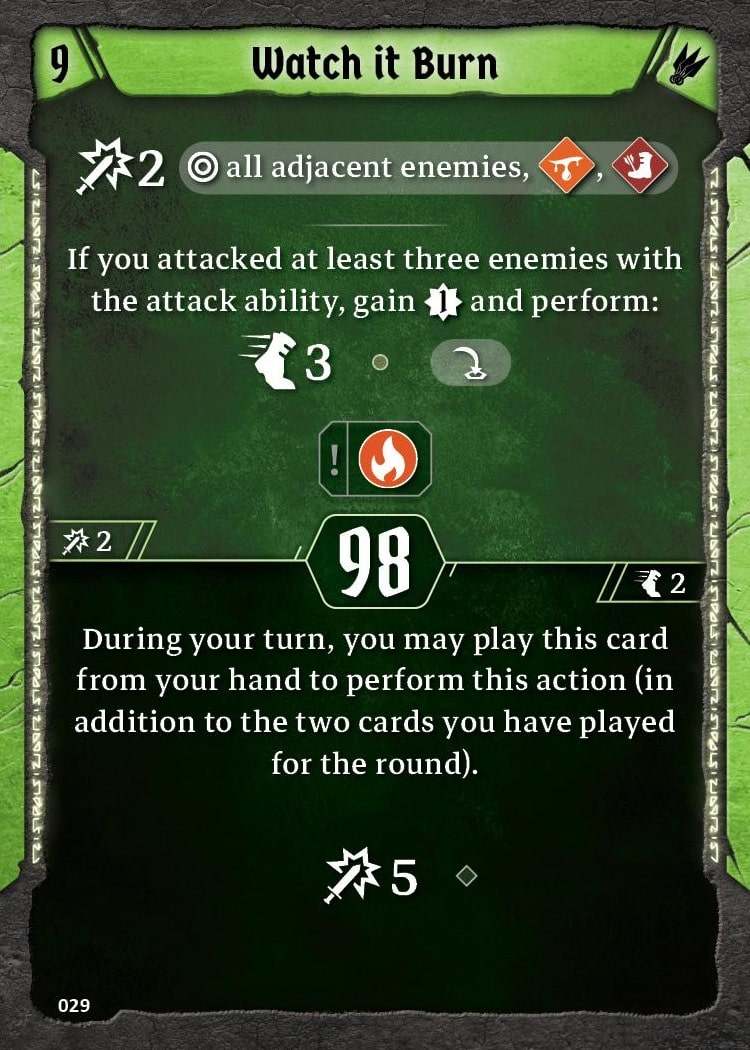 9 Watch it Burn
2 all adjacent enemies, ,
If you attacked at least three enemies with
the attack ability, gain 1 and perform:
3
!
2
98
2
During your turn, you may play this card
from your hand to perform this action (in
addition to the two cards you have played
for the round).
5
029